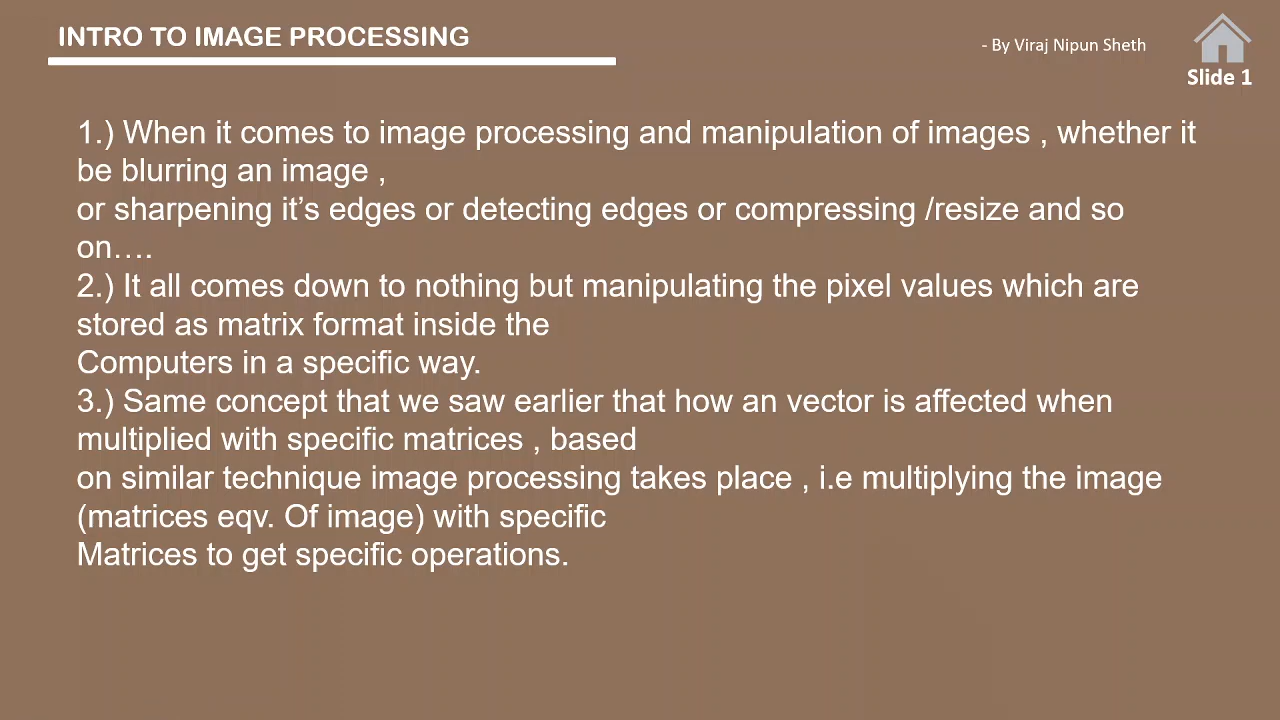 INTRO TO IMAGE PROCESSING
- By Viraj Nipun Sheth
Slide 1
1.) When it comes to image processing and manipulation of images , whether it
be blurring an image ,
or sharpening it’s edges or detecting edges or compressing /resize and so
on….
2.) It all comes down to nothing but manipulating the pixel values which are
stored as matrix format inside the
Computers in a specific way.
3.) Same concept that we saw earlier that how an vector is affected when
multiplied with specific matrices , based
on similar technique image processing takes place , i.e multiplying the image
(matrices eqv. Of image) with specific
Matrices to get specific operations.